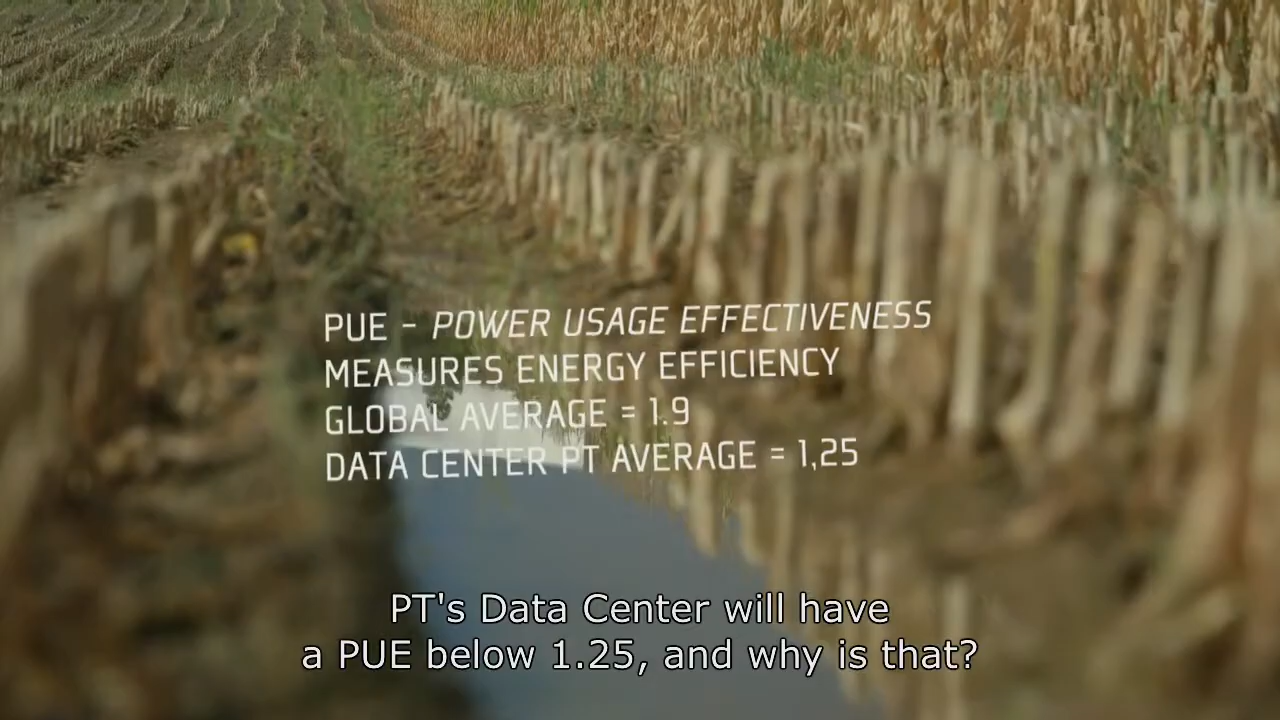 PUE - POWER USAGE EFFECTIVENESS
MEASURES ENERGY EFFICIENCY
GLOBAL AVERAGE = 1.9
DATA CENTER PT AVERAGE = 1,25
PT's Data Center will have
a PUE below 1.25, and why is that?